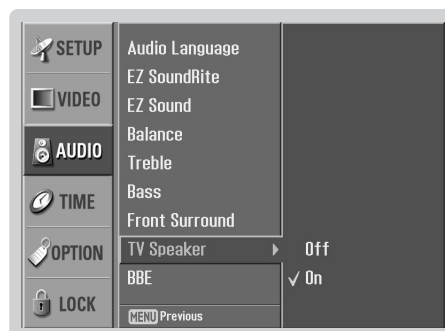 SETUP
VIDEO
AUDIO
TIME
OPTION
LOCK
Audio Language
EZ SoundRite
EZ Sound
Balance
Treble
Bass
Front Surround
TV Speaker
BBE
MENU Previous
Off
On